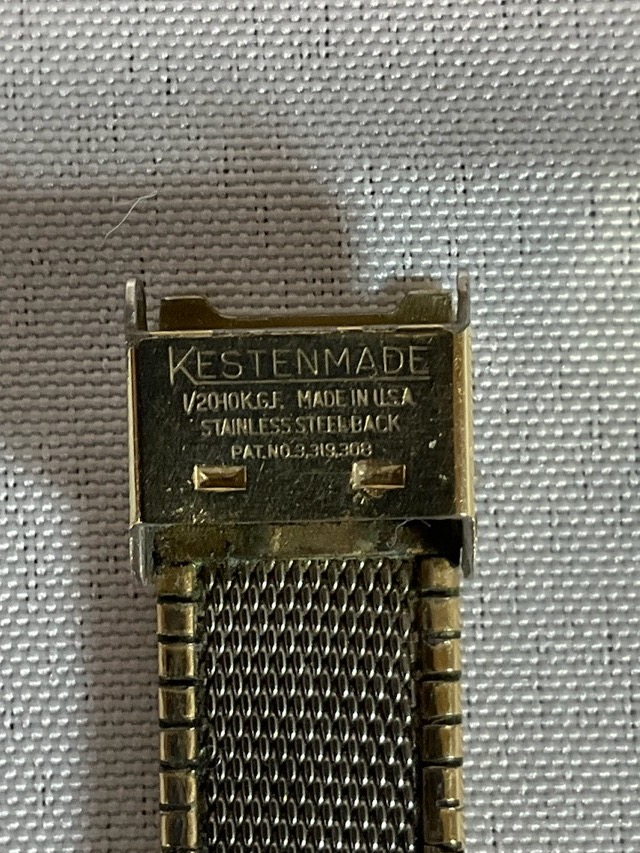 KESTENMADE
1/20-10K.G.F. MADE IN U.S.A.
STAINLESS STEEL BACK
PAT. NO. 3,319,308